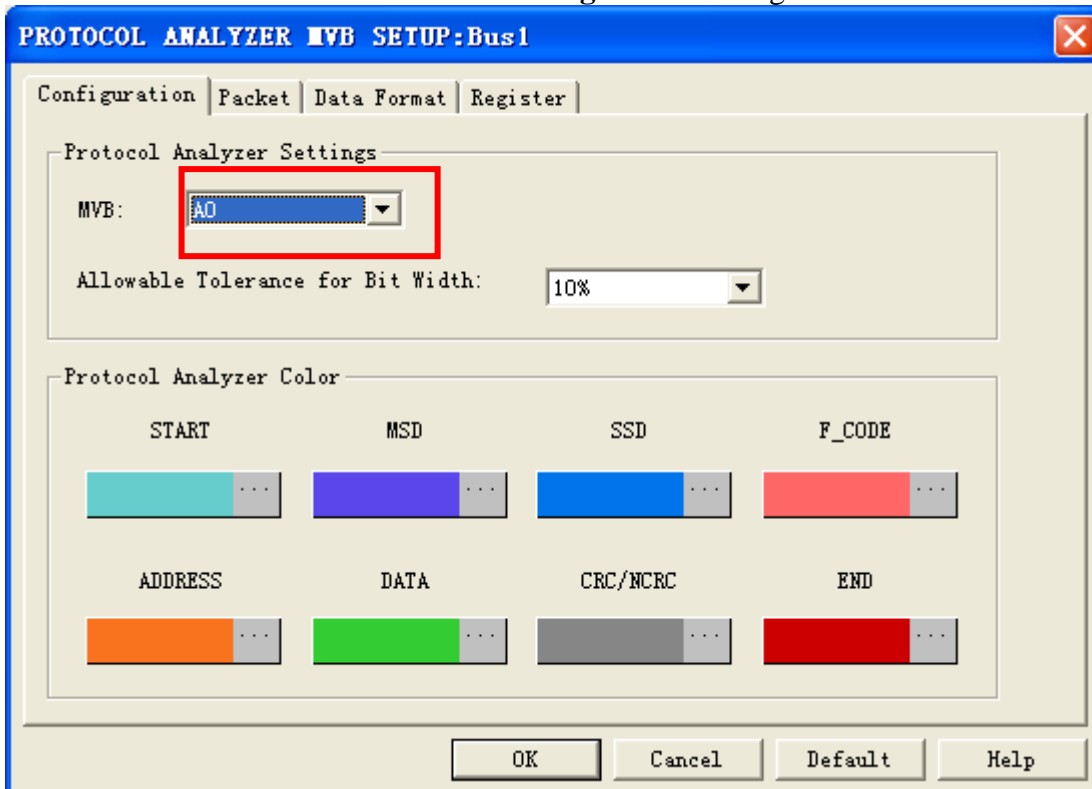 PROTOCOL ANALYZER MVB SETUP:Bus1
Configuration Packet Data Format Register
Protocol Analyzer Settings
MVB: A0
Allowable Tolerance for Bit Width: 10%
Protocol Analyzer Color
START MSD SSD F_CODE
... ... ... ...
ADDRESS DATA CRC/NCRC END
... ... ... ...
OK Cancel Default Help